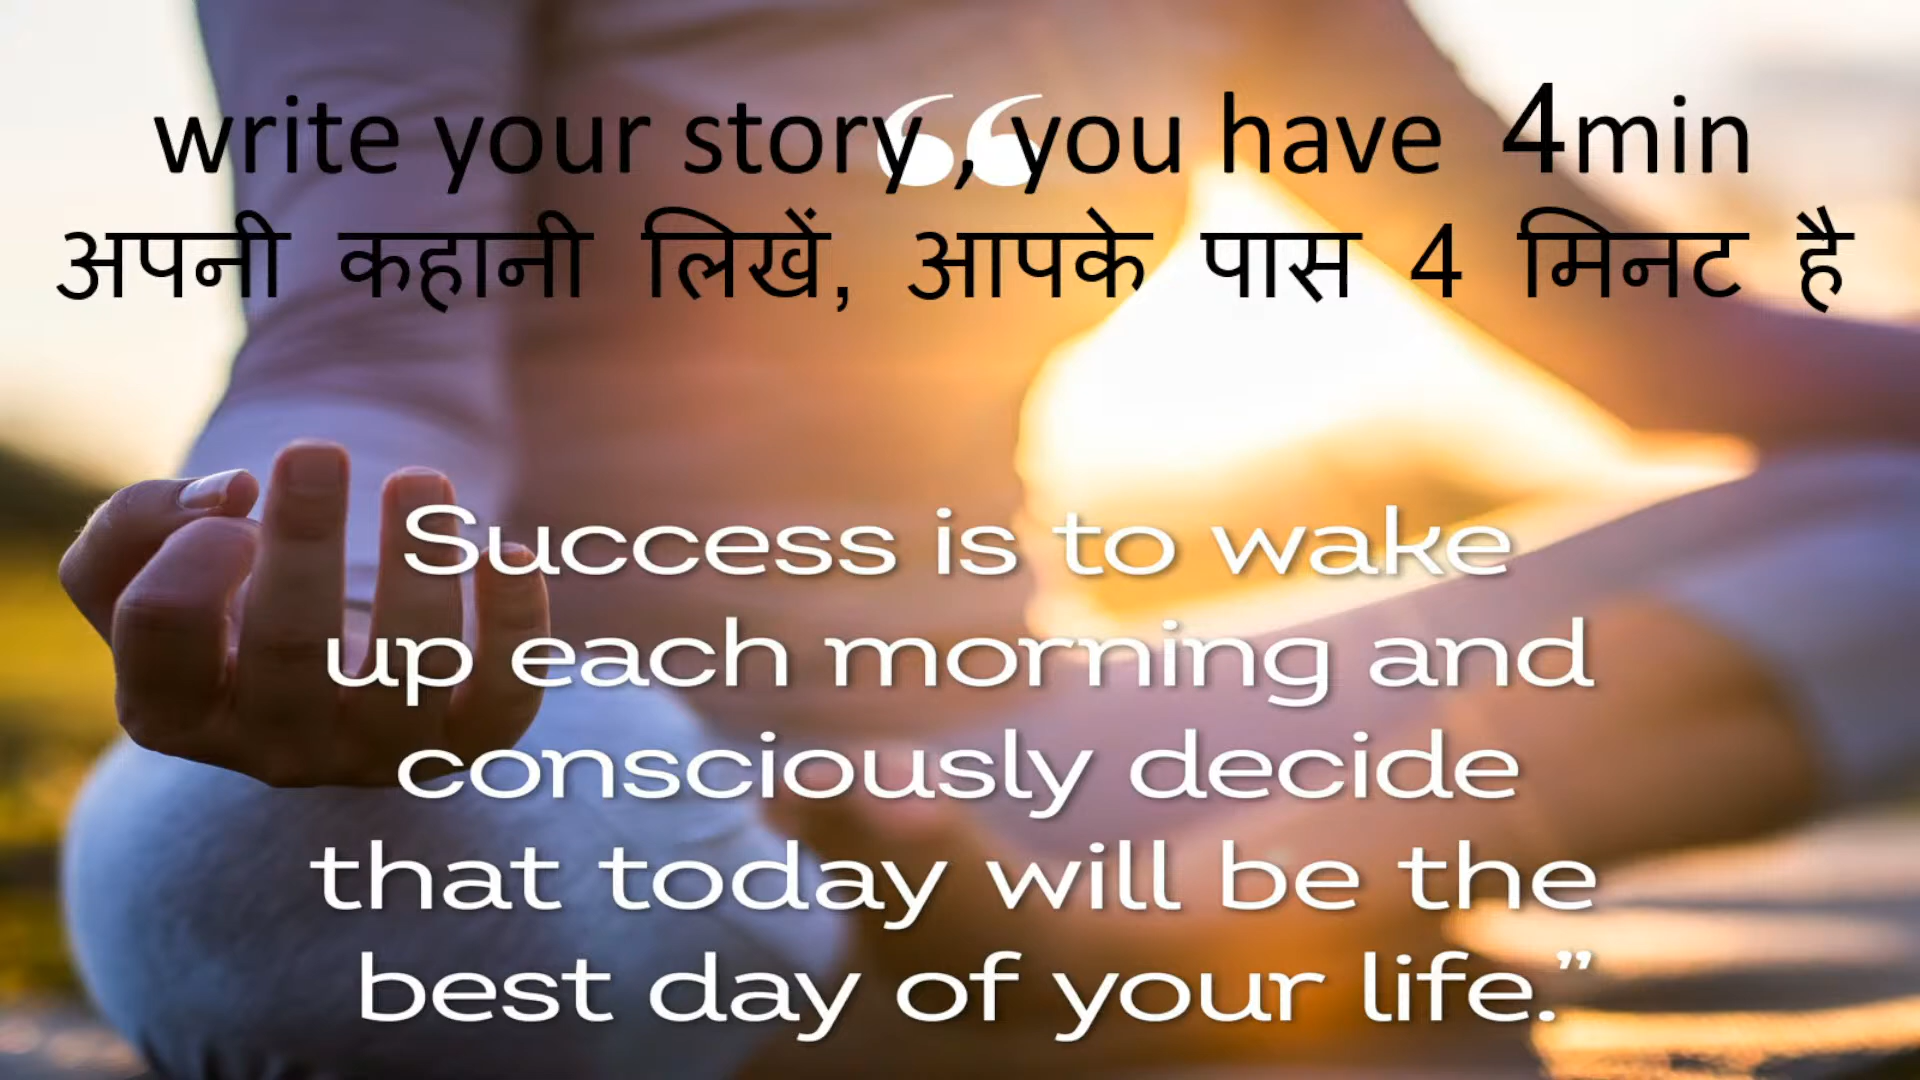 write your story , you have 4min
अपनी कहानी लिखें, आपके पास 4 मिनट है
“
Success is to wake
up each morning and
consciously decide
that today will be the
best day of your life.”